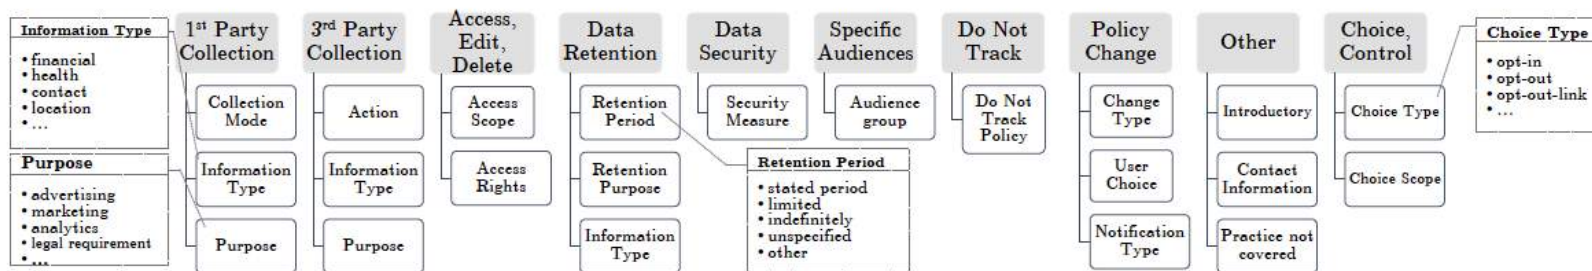 Information Type
• financial
• health
• contact
• location
• ...
Purpose
• advertising
• marketing
• analytics
• legal requirement
• ...
1st Party
Collection
Collection
Mode
Information
Type
Purpose
3rd Party
Collection
Action
Information
Type
Purpose
Access,
Edit,
Delete
Access
Scope
Access
Rights
Data
Retention
Retention
Period
Retention
Purpose
Information
Type
Data
Security
Security
Measure
Retention Period
• stated period
• limited
• indefinitely
• unspecified
• other
Specific
Audiences
Audience
group
Do Not
Track
Do Not
Track
Policy
Policy
Change
Change
Type
User
Choice
Notification
Type
Other
Introductory
Contact
Information
Practice not
covered
Choice,
Control
Choice Type
Choice Scope
Choice Type
• opt-in
• opt-out
• opt-out-link
• ...